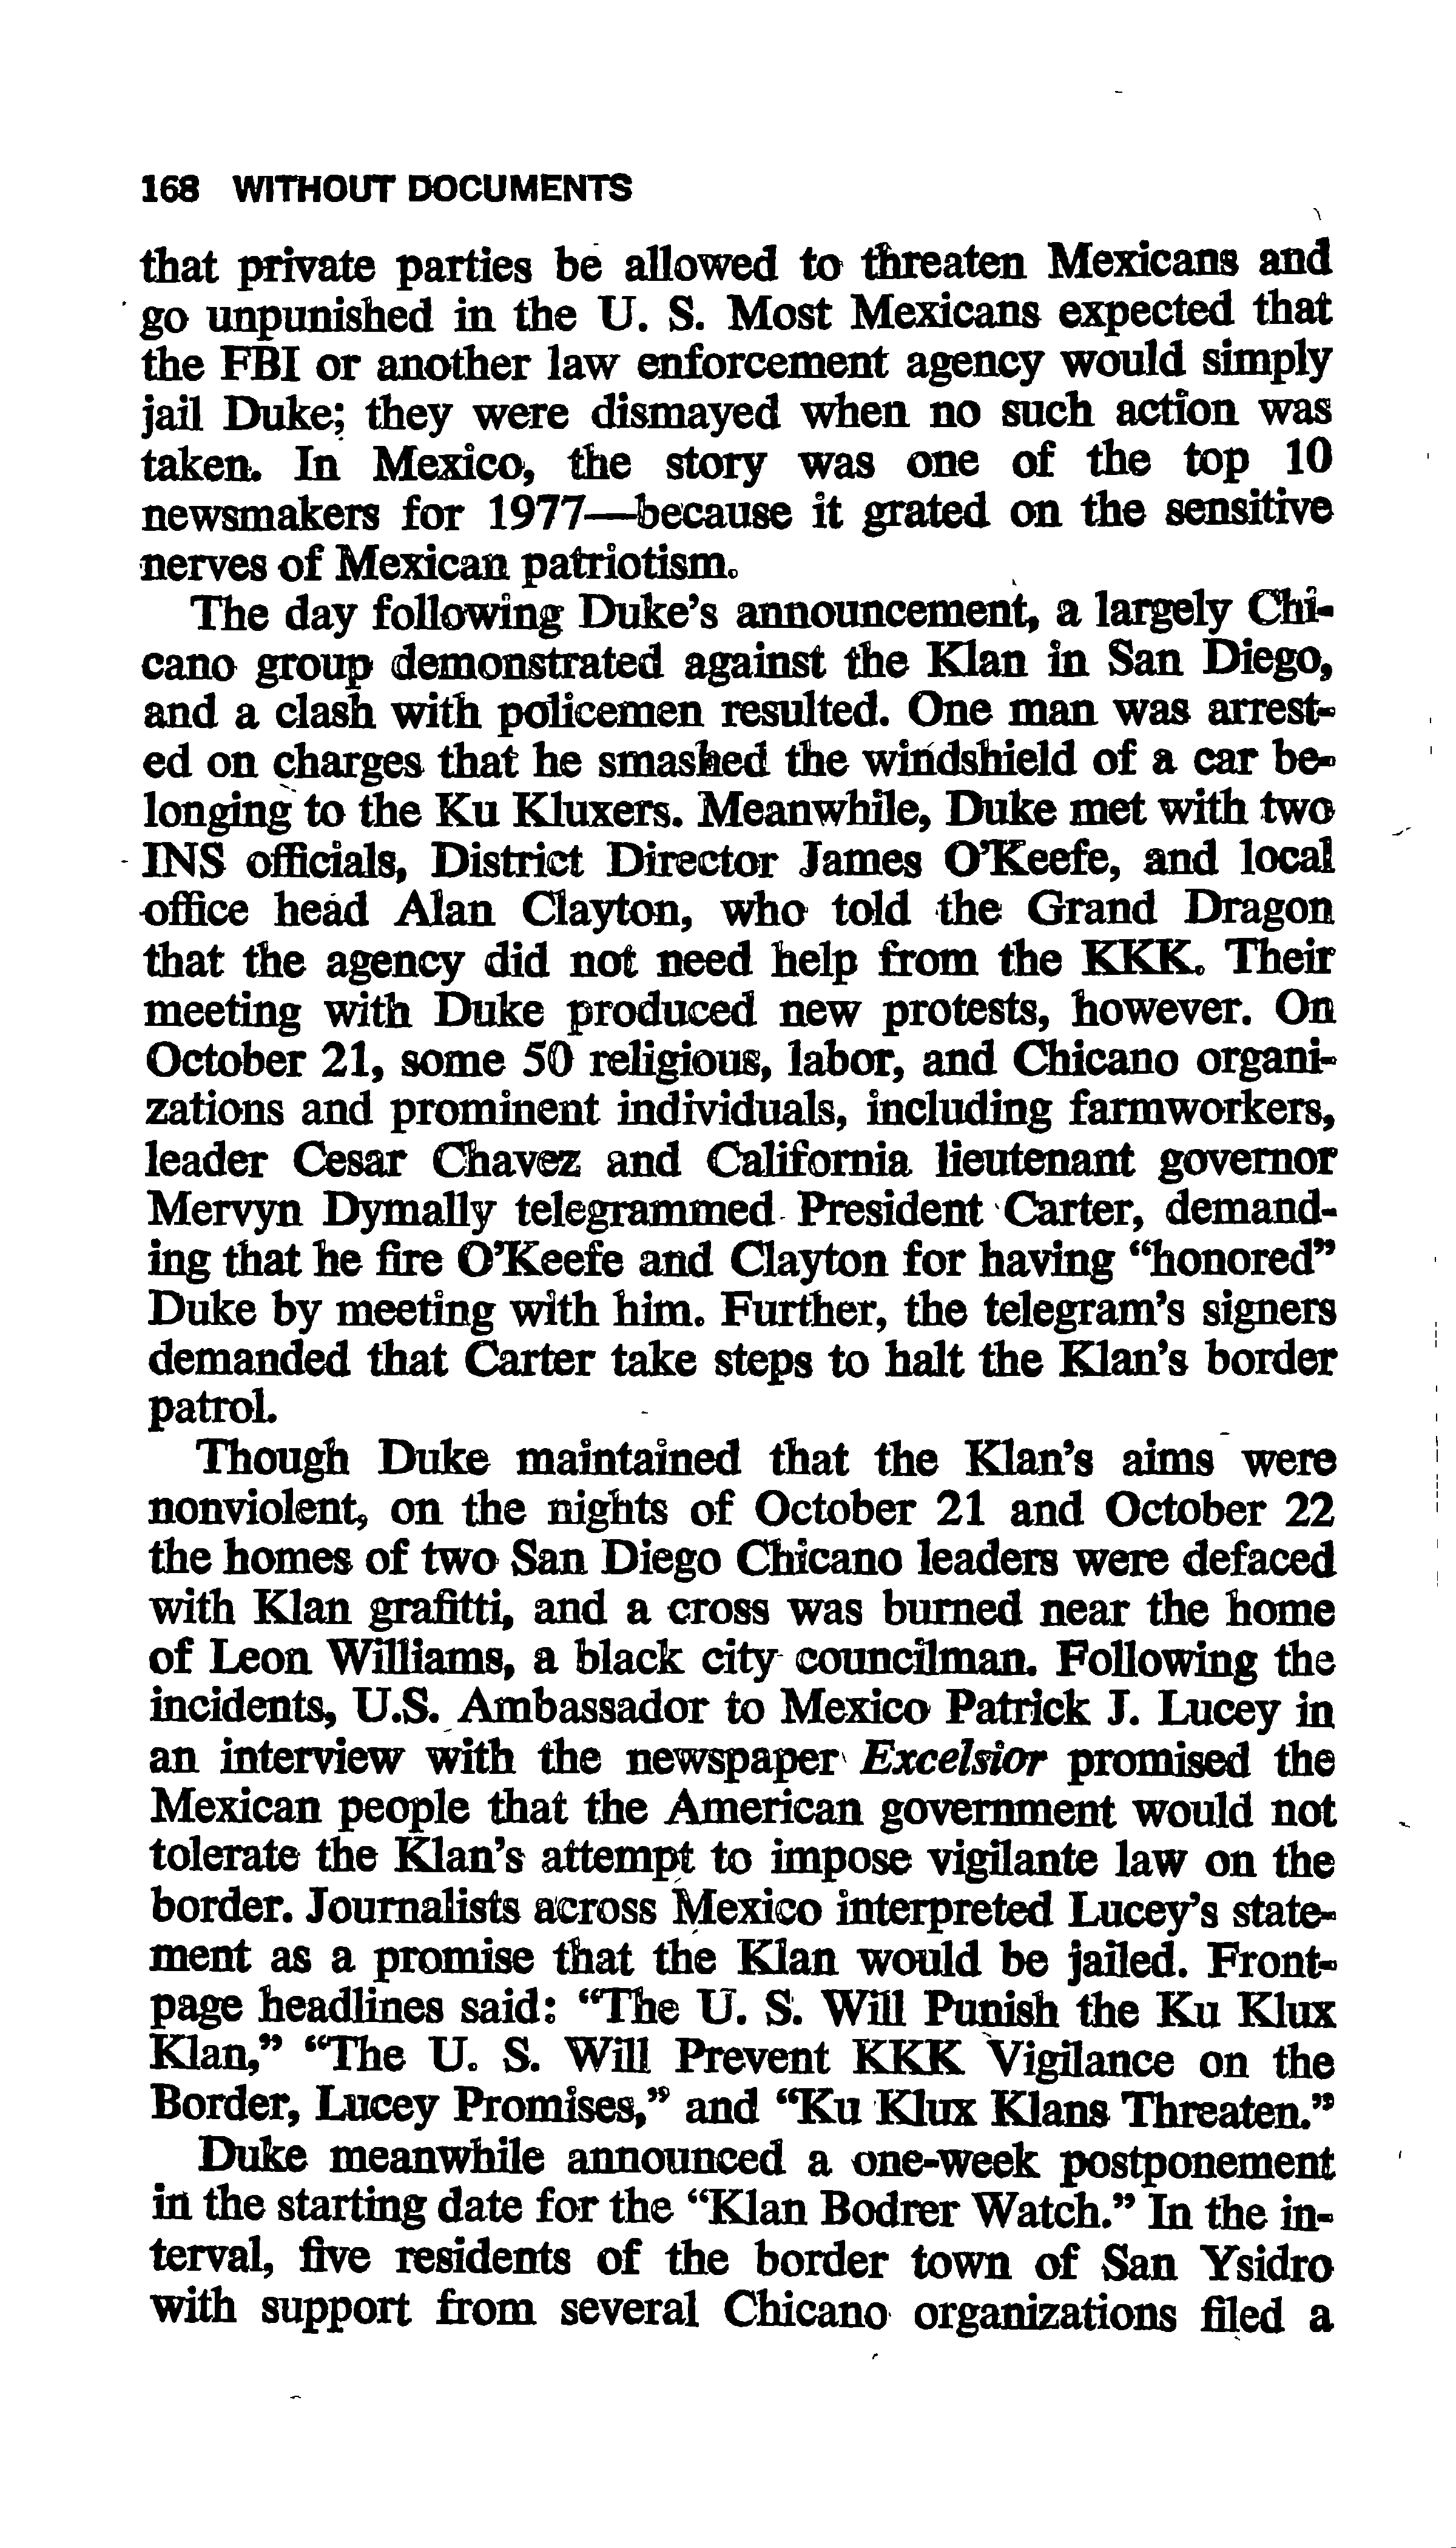 168 WITHOUT DOCUMENTS
that private parties be allowed to threaten Mexicans and
go unpunished in the U. S. Most Mexicans expected that
the FBI or another law enforcement agency would simply
jail Duke; they were dismayed when no such action was
taken. In Mexico, the story was one of the top 10
newsmakers for 1977—because it grated on the sensitive
nerves of Mexican patriotism.
The day following Duke's announcement, a largely Chi-
cano group demonstrated against the Klan in San Diego,
and a clash with policemen resulted. One man was arrest-
ed on charges that he smashed the windshield of a car be-
longing to the Ku Kluxers. Meanwhile, Duke met with two
INS officials, District Director James O'Keefe, and local
office head Alan Clayton, who told the Grand Dragon
that the agency did not need help from the KKK. Their
meeting with Duke produced new protests, however. On
October 21, some 50 religious, labor, and Chicano organi-
zations and prominent individuals, including farmworkers,
leader Cesar Chavez and California lieutenant governor
Mervyn Dymally telegrammed President Carter, demand-
ing that he fire O'Keefe and Clayton for having “honored”
Duke by meeting with him. Further, the telegram's signers
demanded that Carter take steps to halt the Klan's border
patrol.
Though Duke maintained that the Klan's aims were
nonviolent, on the nights of October 21 and October 22
the homes of two San Diego Chicano leaders were defaced
with Klan grafitti, and a cross was burned near the home
of Leon Williams, a black city councilman. Following the
incidents, U.S. Ambassador to Mexico Patrick J. Lucey in
an interview with the newspaper Excelsior promised the
Mexican people that the American government would not
tolerate the Klan's attempt to impose vigilante law on the
border. Journalists across Mexico interpreted Lucey's state-
ment as a promise that the Klan would be jailed. Front-
page headlines said: “The U. S. Will Punish the Ku Klux
Klan,” “The U. S. Will Prevent KKK Vigilance on the
Border, Lucey Promises,” and “Ku Klux Klans Threaten.”
Duke meanwhile announced a one-week postponement
in the starting date for the “Klan Bodrer Watch.” In the in-
terval, five residents of the border town of San Ysidro
with support from several Chicano organizations filed a